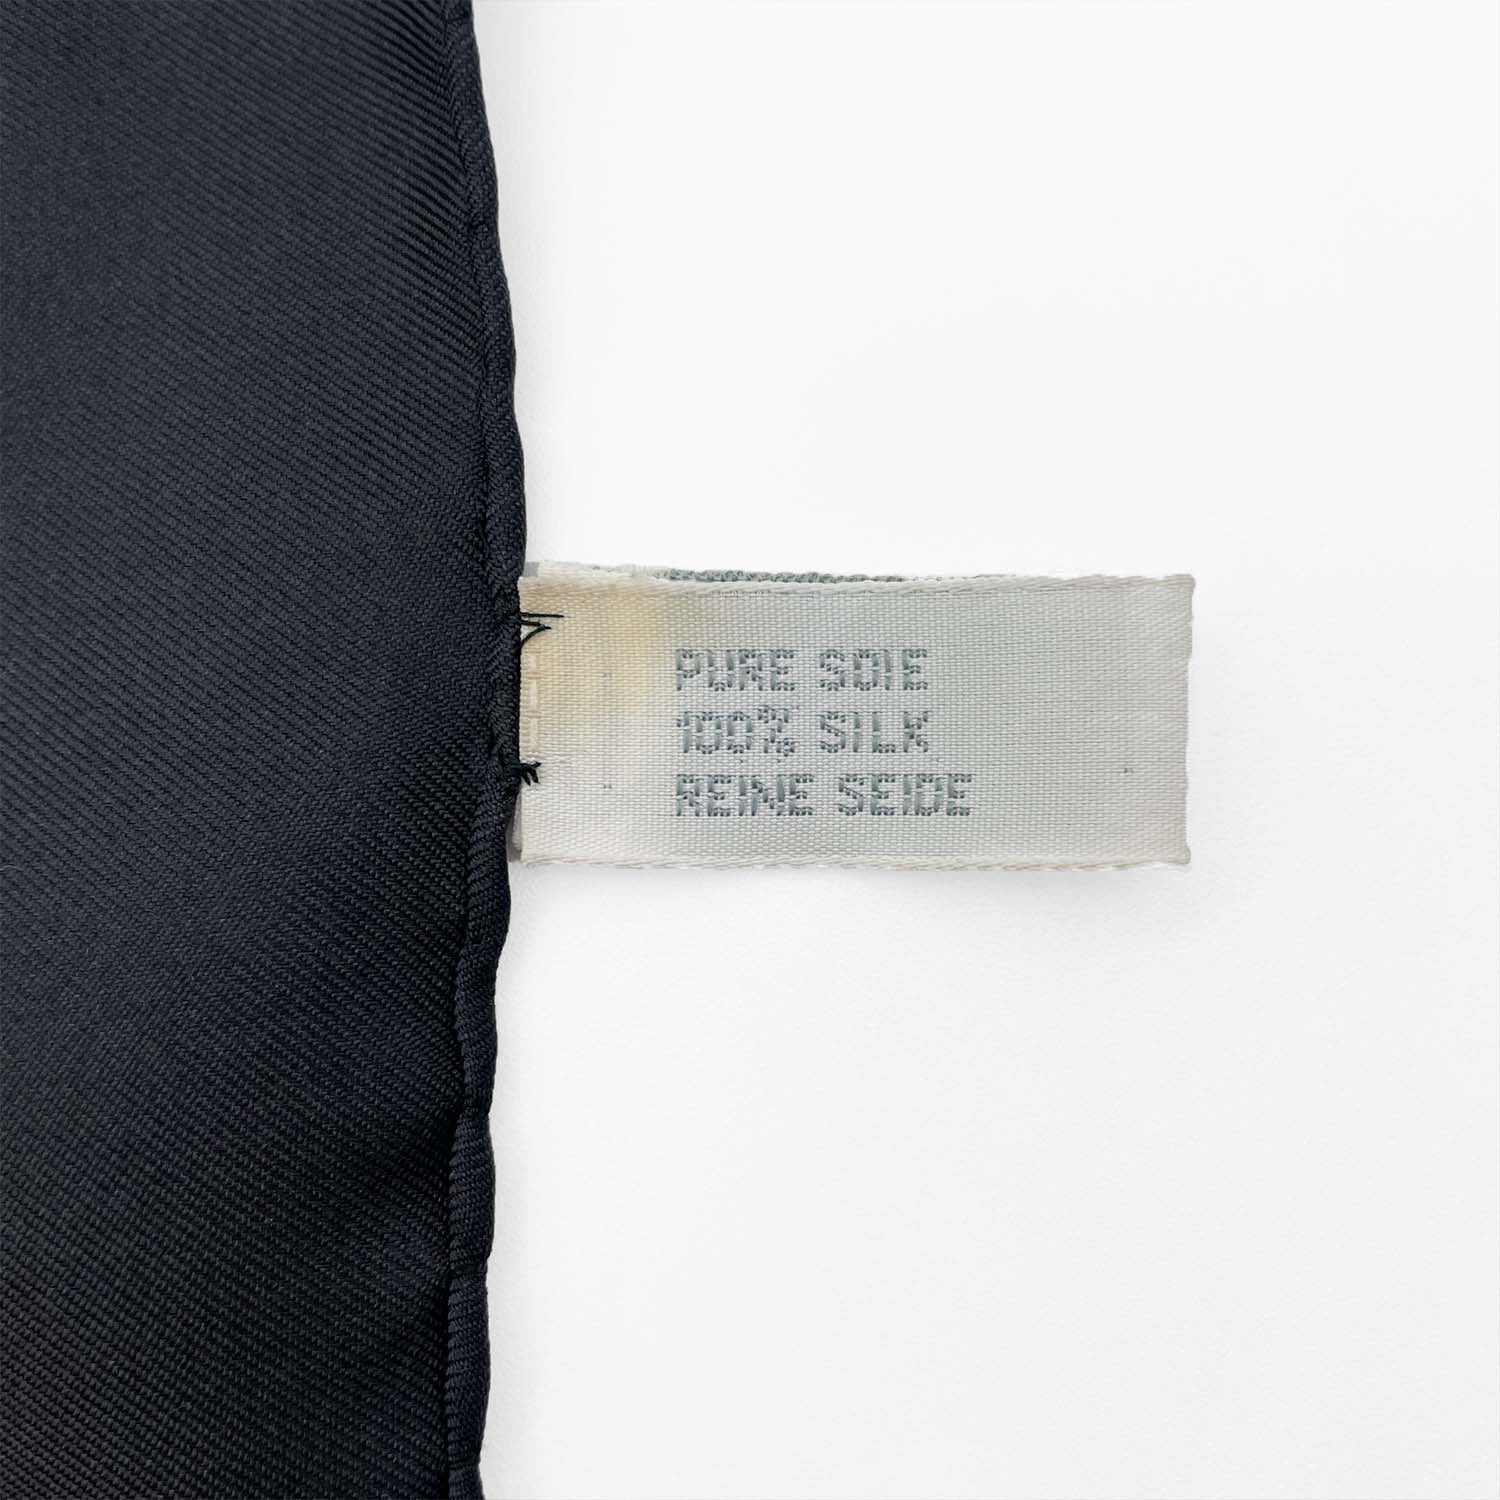 PURE SOIE
100% SILK
REINE SEIDE